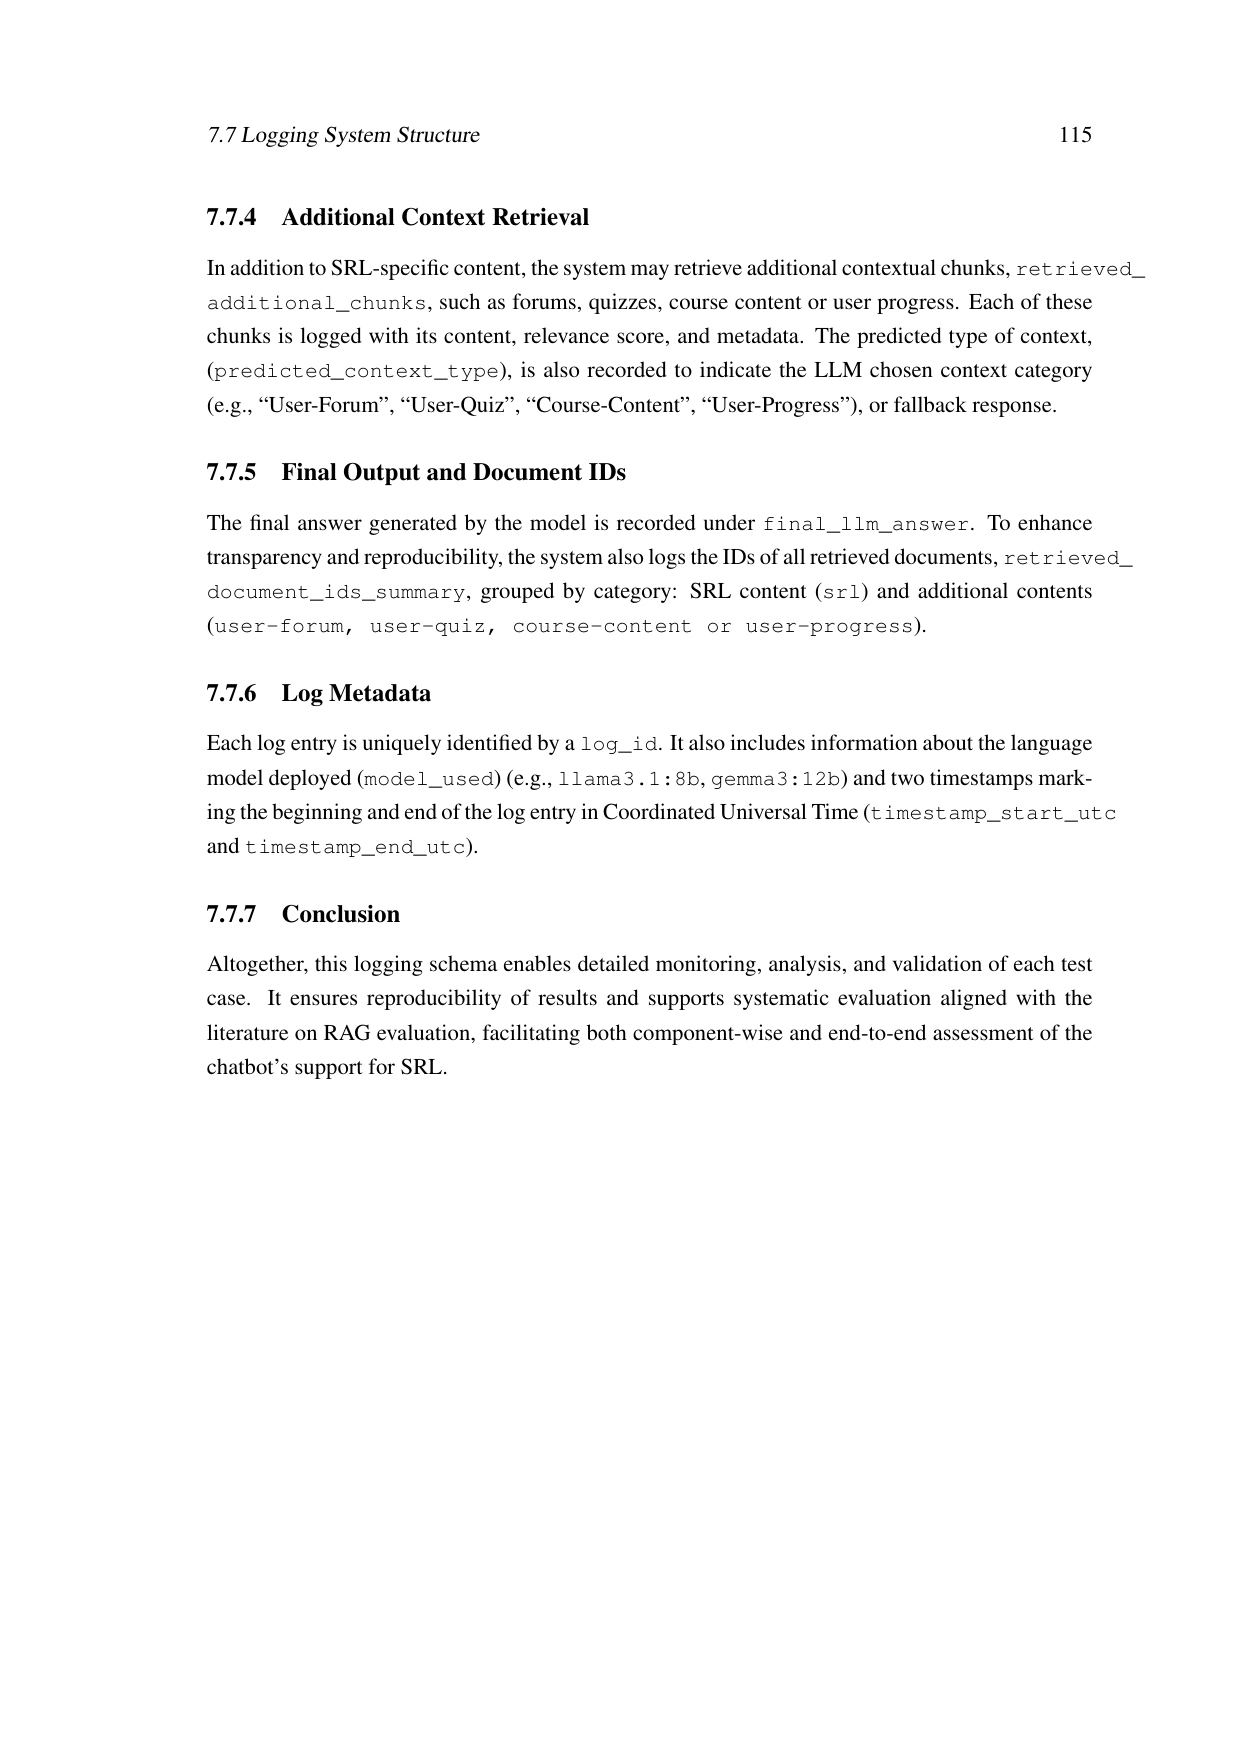 7.7 Logging System Structure 115
7.7.4 Additional Context Retrieval
In addition to SRL-specific content, the system may retrieve additional contextual chunks, retrieved_
additional_chunks, such as forums, quizzes, course content or user progress. Each of these
chunks is logged with its content, relevance score, and metadata. The predicted type of context,
(predicted_context_type), is also recorded to indicate the LLM chosen context category
(e.g., “User-Forum”, “User-Quiz”, “Course-Content”, “User-Progress”), or fallback response.
7.7.5 Final Output and Document IDs
The final answer generated by the model is recorded under final_llm_answer. To enhance
transparency and reproducibility, the system also logs the IDs of all retrieved documents, retrieved_
document_ids_summary, grouped by category: SRL content (srl) and additional contents
(user-forum, user-quiz, course-content or user-progress).
7.7.6 Log Metadata
Each log entry is uniquely identified by a log_id. It also includes information about the language
model deployed (model_used) (e.g., llama3.1:8b, gemma3:12b) and two timestamps mark-
ing the beginning and end of the log entry in Coordinated Universal Time (timestamp_start_utc
and timestamp_end_utc).
7.7.7 Conclusion
Altogether, this logging schema enables detailed monitoring, analysis, and validation of each test
case. It ensures reproducibility of results and supports systematic evaluation aligned with the
literature on RAG evaluation, facilitating both component-wise and end-to-end assessment of the
chatbot’s support for SRL.